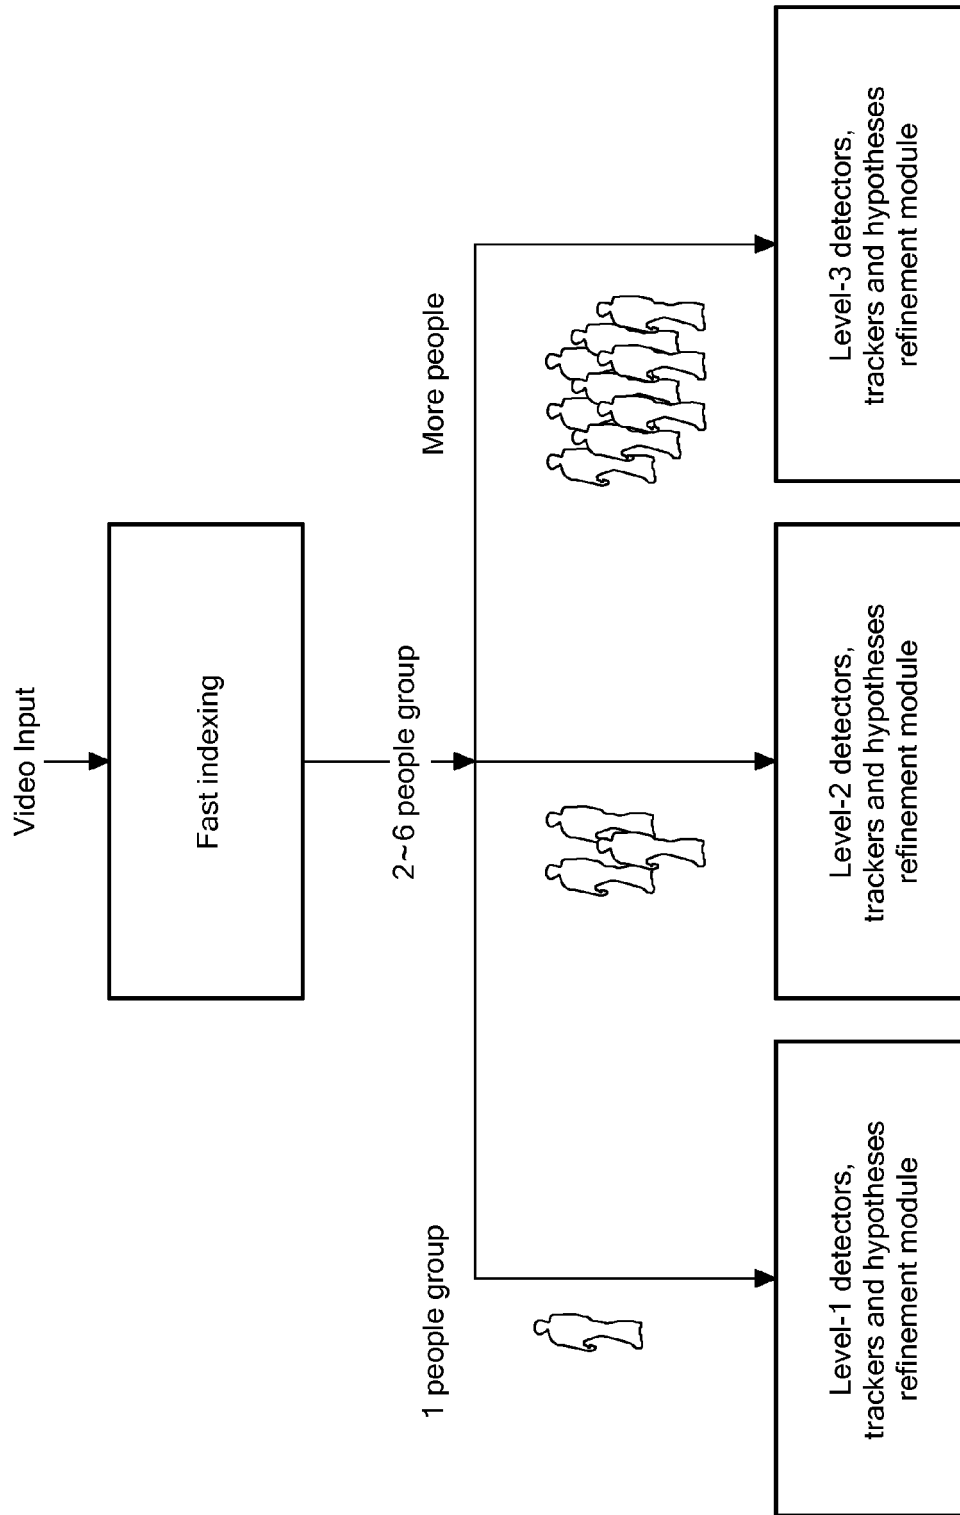 Video Input
Fast indexing
1 people group
2~6 people group
More people
Level-1 detectors,
trackers and hypotheses
refinement module
Level-2 detectors,
trackers and hypotheses
refinement module
Level-3 detectors,
trackers and hypotheses
refinement module